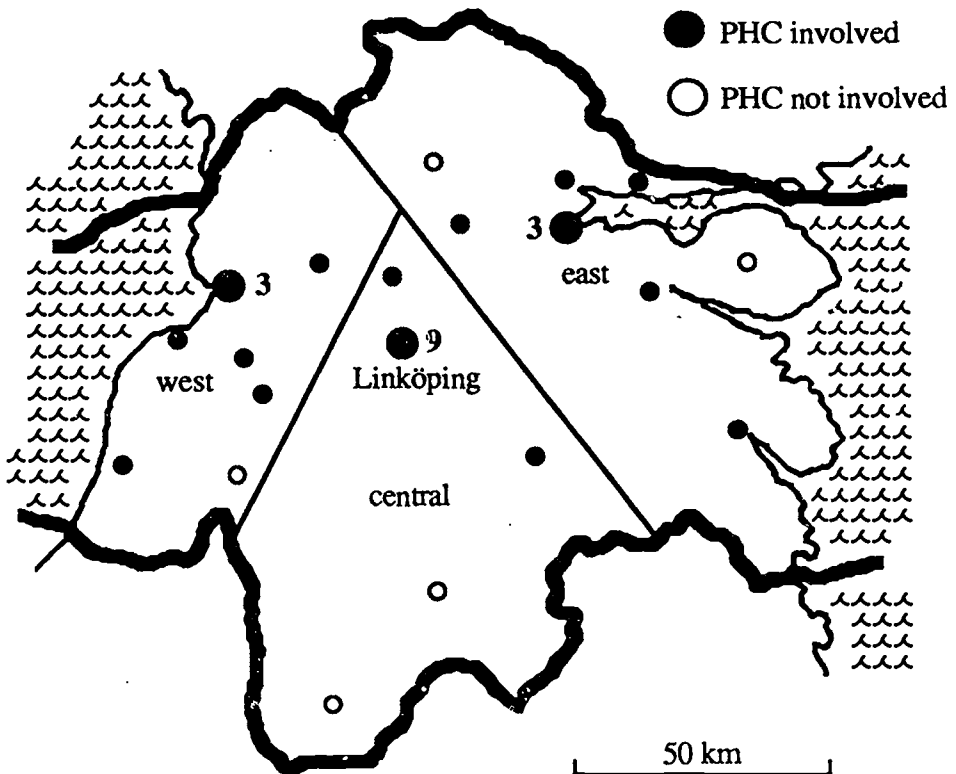 PHC involved
PHC not involved
3
east
3
9
Linköping
west
central
50 km